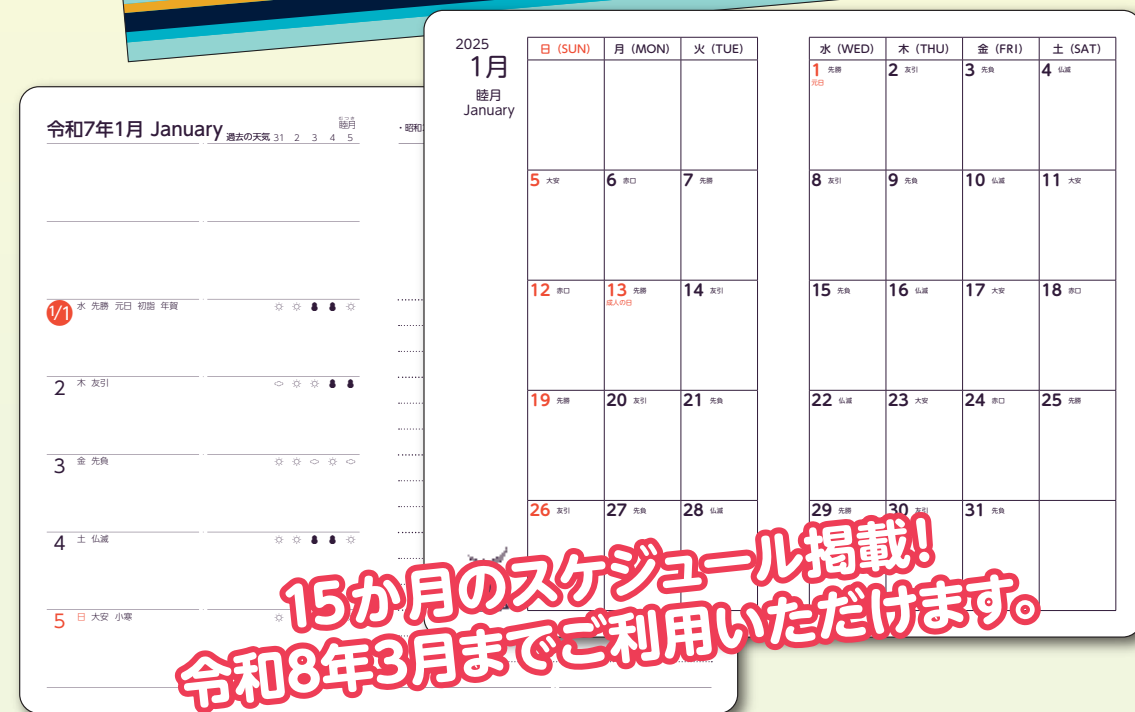 令和7年1月 January 過去の天気 31 2 3 4 5
むつき
睦月
・昭和
1/1 水 先勝 元日 初詣 年賀
2 木 友引
3 金 先負
4 土 仏滅
5 日 大安 小寒
2025
1月
睦月
January
日 (SUN) 月 (MON) 火 (TUE) 水 (WED) 木 (THU) 金 (FRI) 土 (SAT)
1 先勝 2 友引 3 先負 4 仏滅
元日
5 大安 6 赤口 7 先勝 8 友引 9 先負 10 仏滅 11 大安
12 赤口 13 先勝 14 友引 15 先負 16 仏滅 17 大安 18 赤口
成人の日
19 先勝 20 友引 21 先負 22 仏滅 23 大安 24 赤口 25 先勝
26 友引 27 先負 28 仏滅 29 先勝 30 友引 31 先負
15か月のスケジュール掲載!
令和8年3月までご利用いただけます。